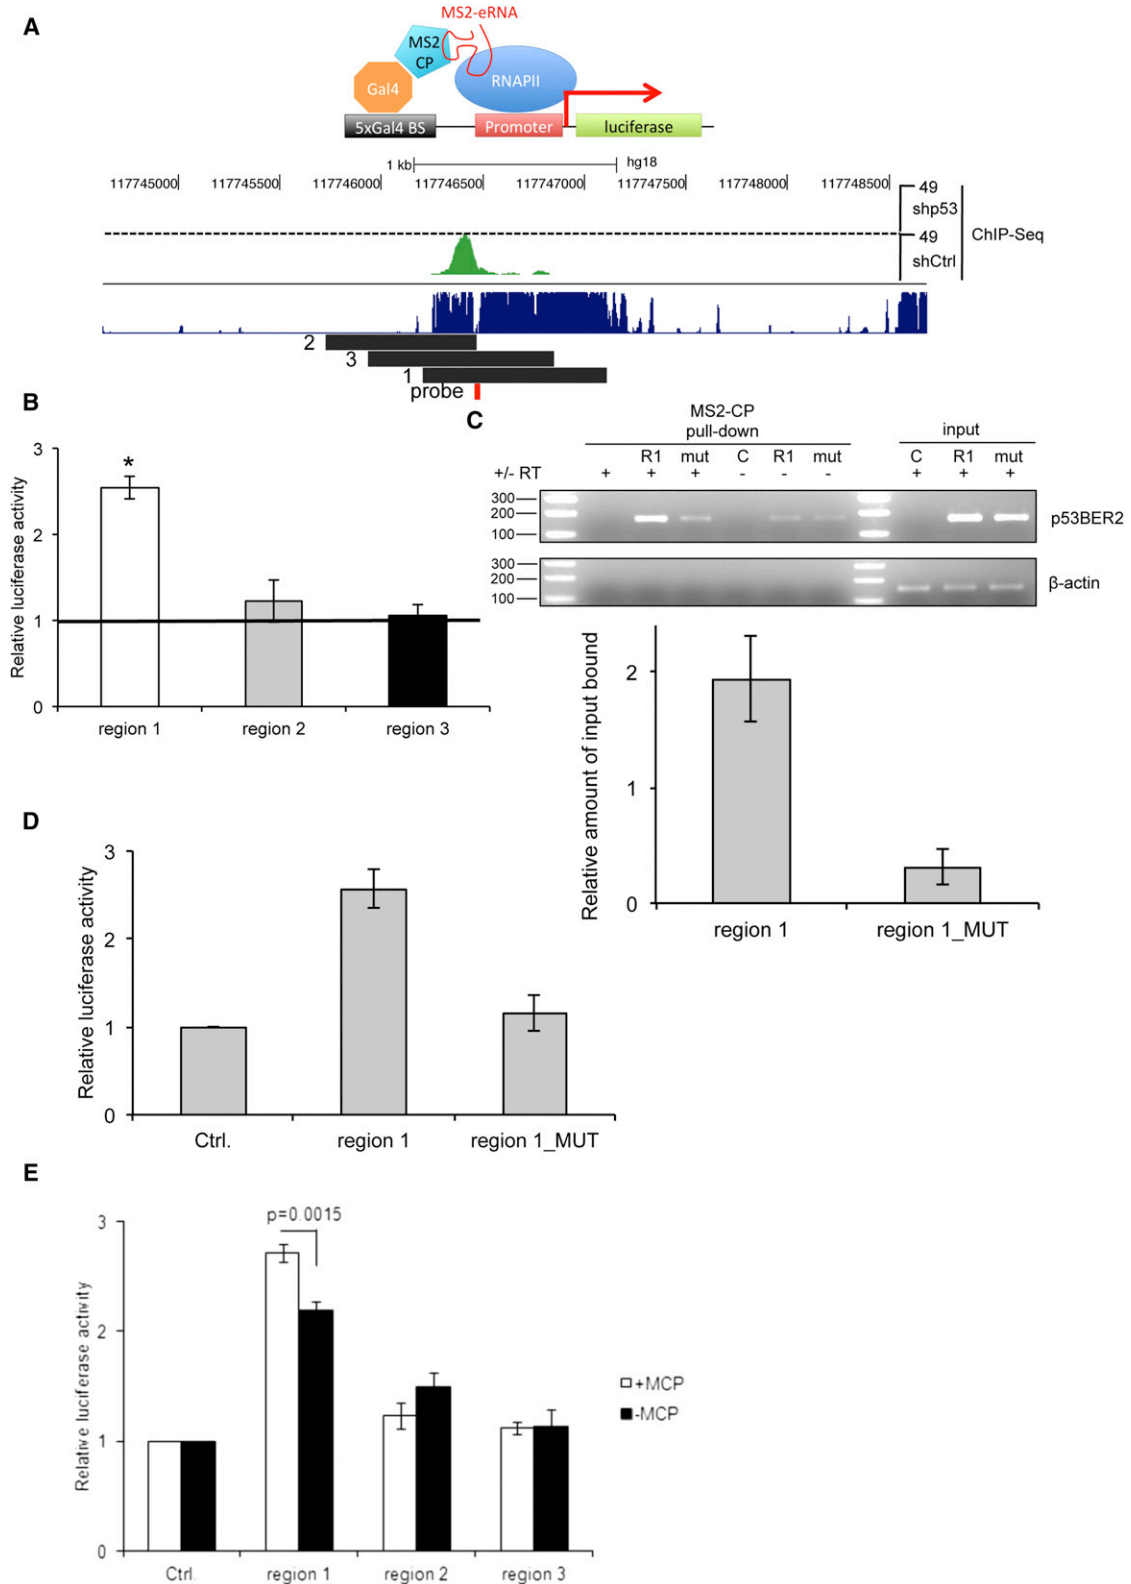 A
MS2-eRNA
MS2
CP
Gal4
RNAPII
5xGal4 BS
Promoter
luciferase
1 kb
hg18
117745000
117745500
117746000
117746500
117747000
117747500
117748000
117748500
49
shp53
49
shCtrl
ChIP-Seq
2
3
1
probe
B
3
2
1
0
Relative luciferase activity
*
region 1
region 2
region 3
C
MS2-CP
pull-down
input
R1 mut C R1 mut C R1 mut
+/- RT + + + - - - + + +
300
200
100
p53BER2
300
200
100
β-actin
Relative amount of input bound
2
1
0
region 1
region 1_MUT
D
3
2
1
0
Relative luciferase activity
Ctrl.
region 1
region 1_MUT
E
p=0.0015
3
2
1
0
Relative luciferase activity
+MCP
-MCP
Ctrl.
region 1
region 2
region 3